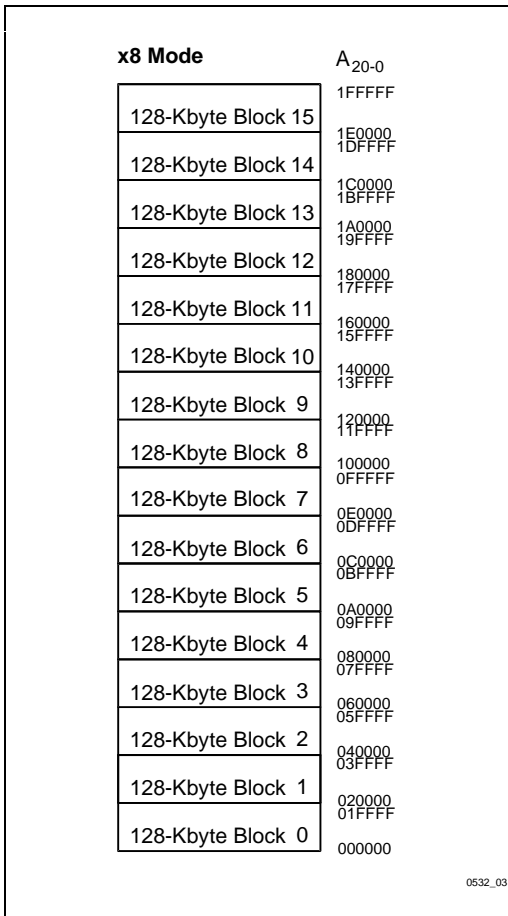 x8 Mode A20-0
1FFFFF
128-Kbyte Block 15
1E0000
1DFFFF
128-Kbyte Block 14
1C0000
1BFFFF
128-Kbyte Block 13
1A0000
19FFFF
128-Kbyte Block 12
180000
17FFFF
128-Kbyte Block 11
160000
15FFFF
128-Kbyte Block 10
140000
13FFFF
128-Kbyte Block 9
120000
11FFFF
128-Kbyte Block 8
100000
0FFFFF
128-Kbyte Block 7
0E0000
0DFFFF
128-Kbyte Block 6
0C0000
0BFFFF
128-Kbyte Block 5
0A0000
09FFFF
128-Kbyte Block 4
080000
07FFFF
128-Kbyte Block 3
060000
05FFFF
128-Kbyte Block 2
040000
03FFFF
128-Kbyte Block 1
020000
01FFFF
128-Kbyte Block 0
000000
0532_03